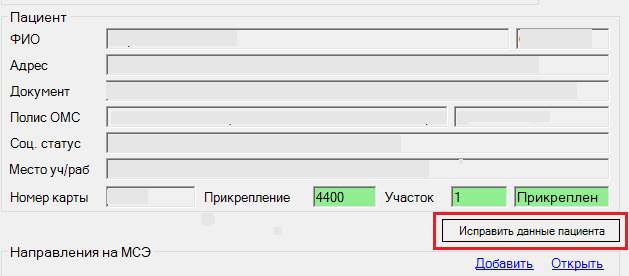 Пациент
ФИО
Адрес
Документ
Полис ОМС
Соц. статус
Место уч/раб
Номер карты Прикрепление 4400 Участок 1 Прикреплен
Исправить данные пациента
Направления на МСЭ Добавить Открыть